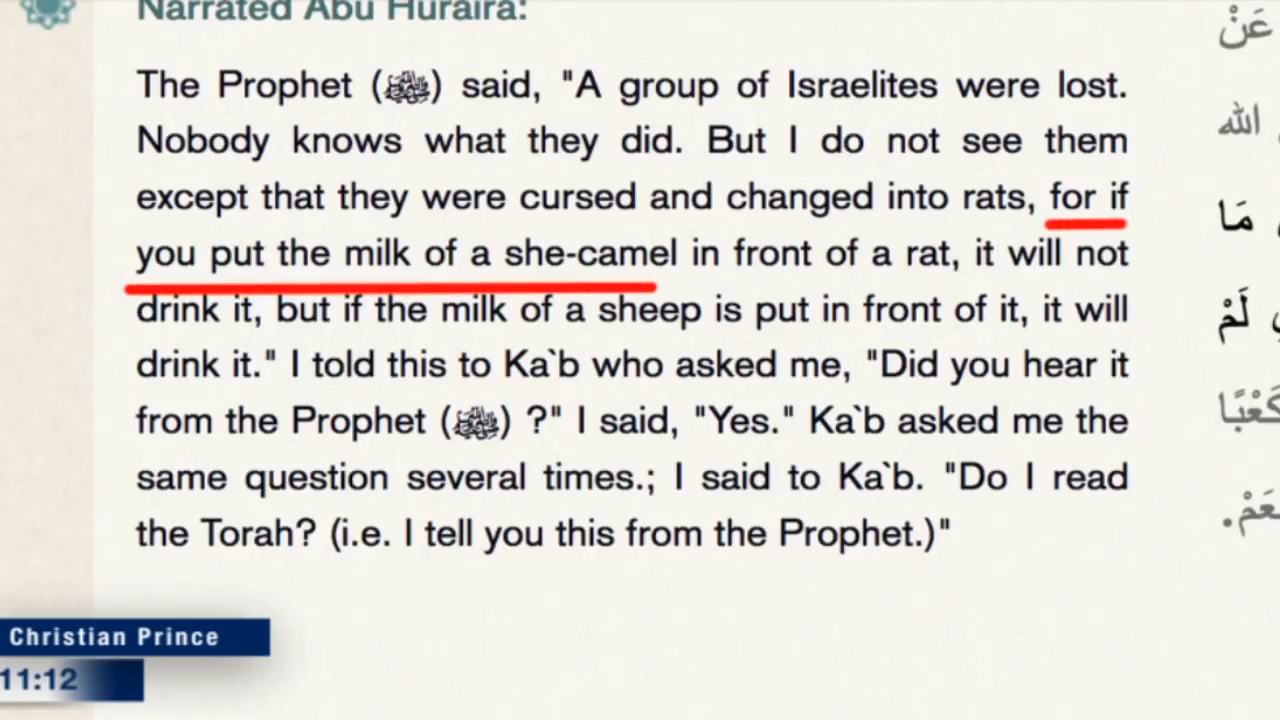 Narrated Abu Huraira:
The Prophet (ﷺ) said, "A group of Israelites were lost.
Nobody knows what they did. But I do not see them
except that they were cursed and changed into rats, for if
you put the milk of a she-camel in front of a rat, it will not
drink it, but if the milk of a sheep is put in front of it, it will
drink it." I told this to Ka`b who asked me, "Did you hear it
from the Prophet (ﷺ) ?" I said, "Yes." Ka`b asked me the
same question several times.; I said to Ka`b. "Do I read
the Torah? (i.e. I tell you this from the Prophet.)"
عَنْ
الله
مَا
لَمْ
كَعْبًا
نَعَمْ.
Christian Prince
11:12